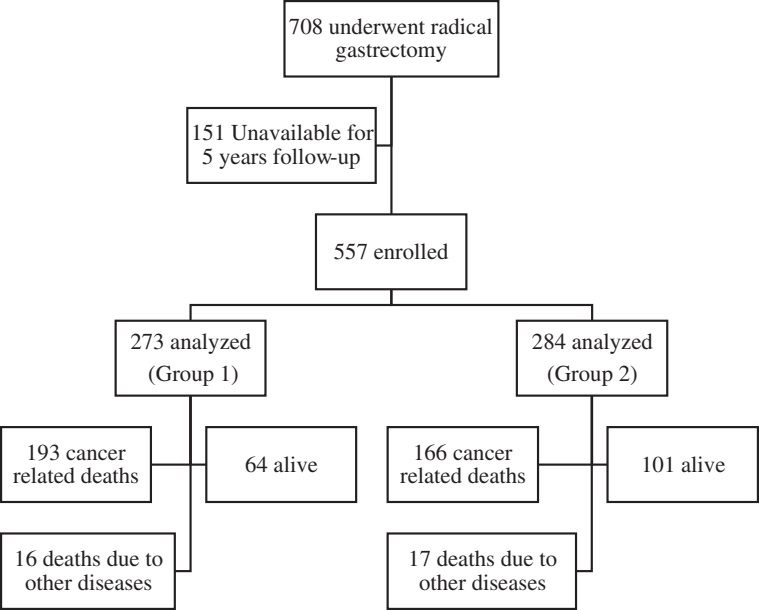 708 underwent radical
gastrectomy
151 Unavailable for
5 years follow-up
557 enrolled
273 analyzed
(Group 1)
284 analyzed
(Group 2)
193 cancer
related deaths
64 alive
166 cancer
related deaths
101 alive
16 deaths due to
other diseases
17 deaths due to
other diseases